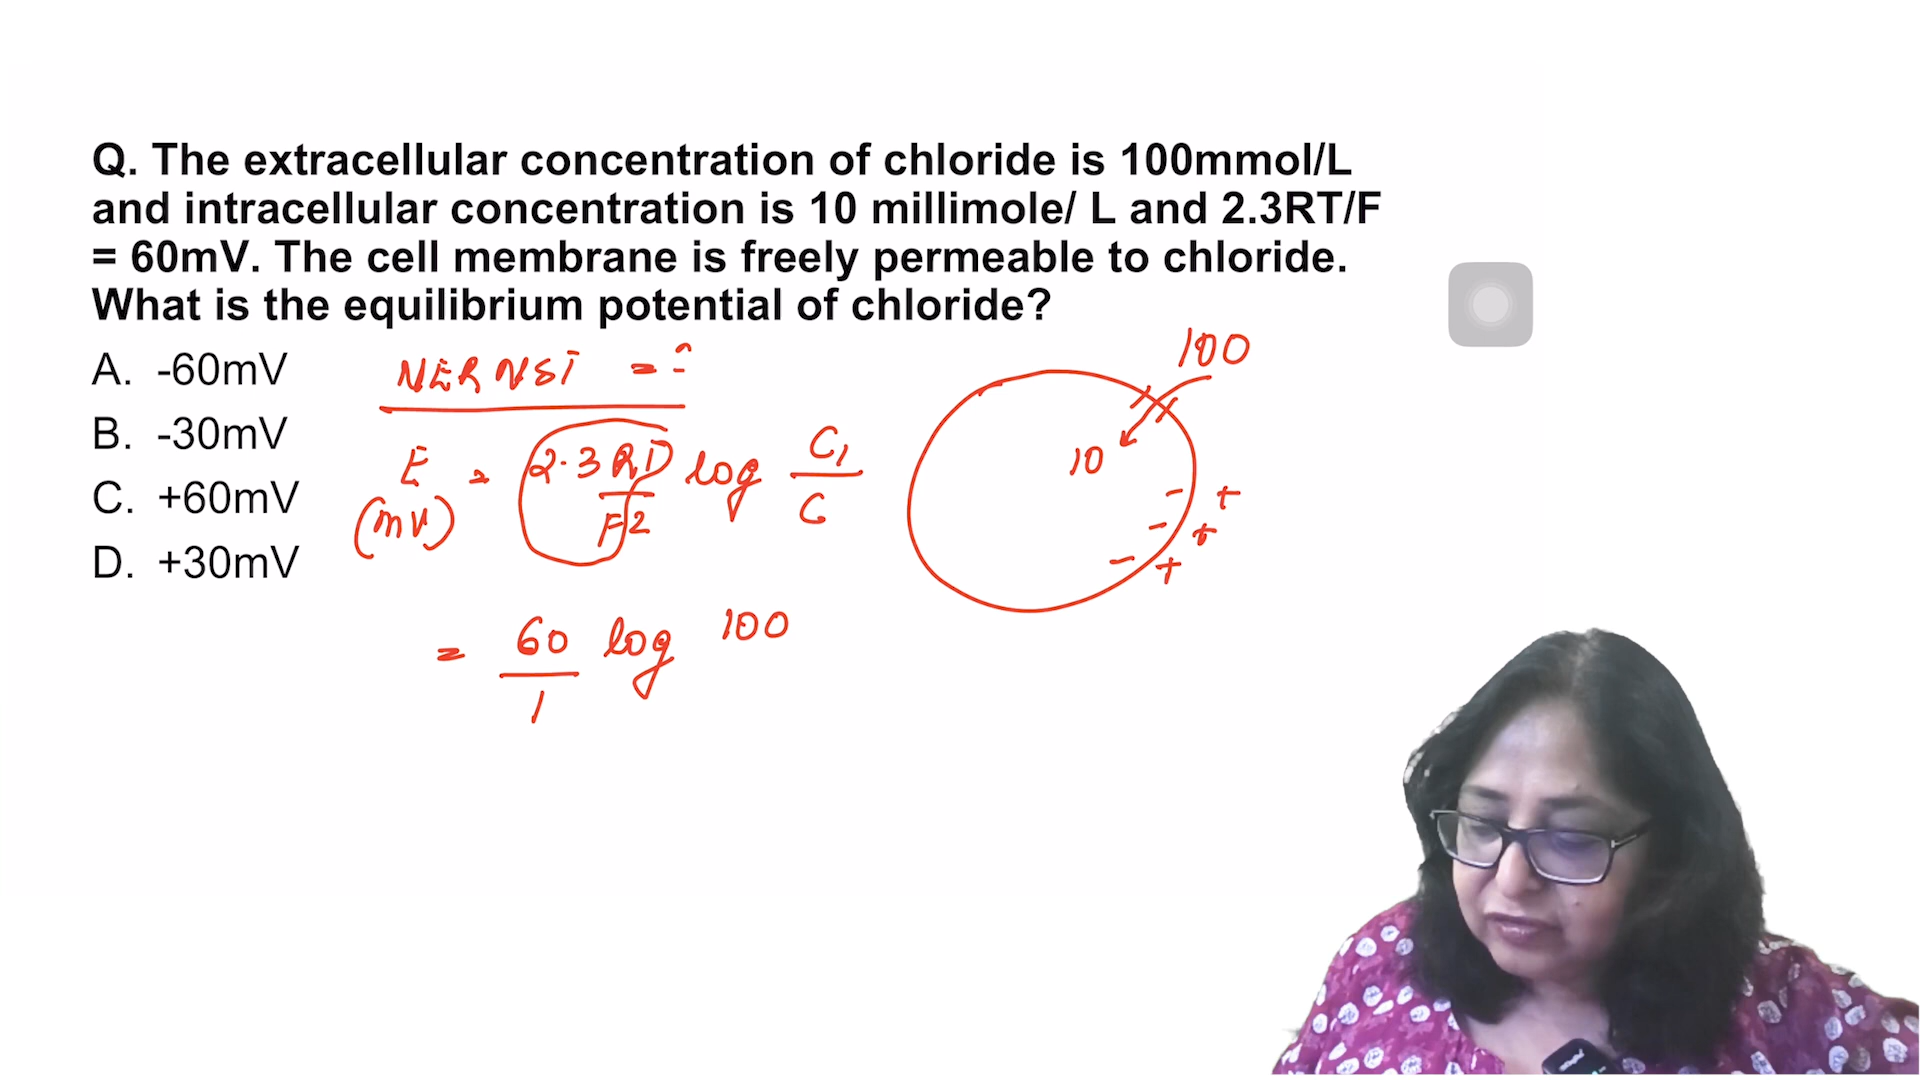 Q. The extracellular concentration of chloride is 100mmol/L
and intracellular concentration is 10 millimole/ L and 2.3RT/F
= 60mV. The cell membrane is freely permeable to chloride.
What is the equilibrium potential of chloride?
A. -60mV
B. -30mV
C. +60mV
D. +30mV
NERNST = ?
E (mV) = 2.3 RT / FZ log C₁ / C
= 60 / 1 log 100
100
10
- +
- +
- +